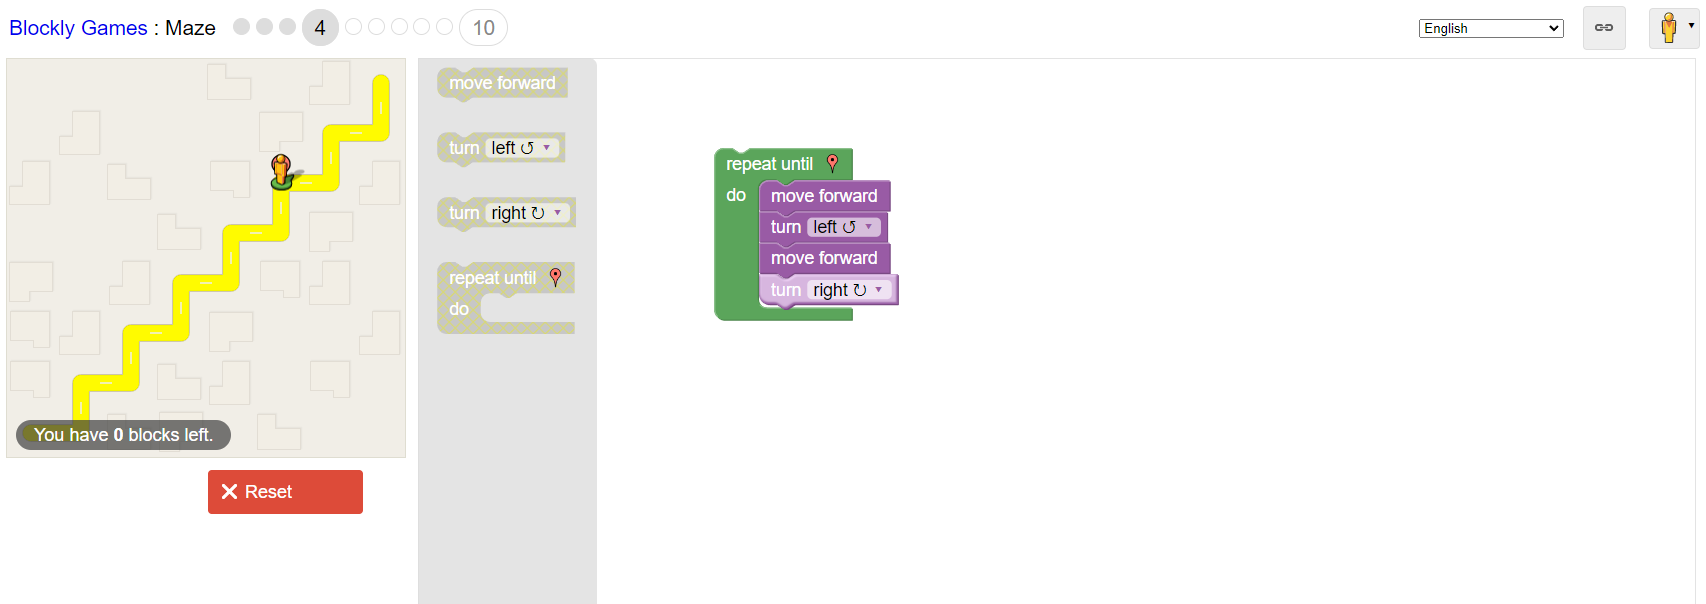 Blockly Games : Maze 4 10
English
You have 0 blocks left.
Reset
move forward
turn left ↺
turn right ↻
repeat until
do
repeat until
do
move forward
turn left ↺
move forward
turn right ↻